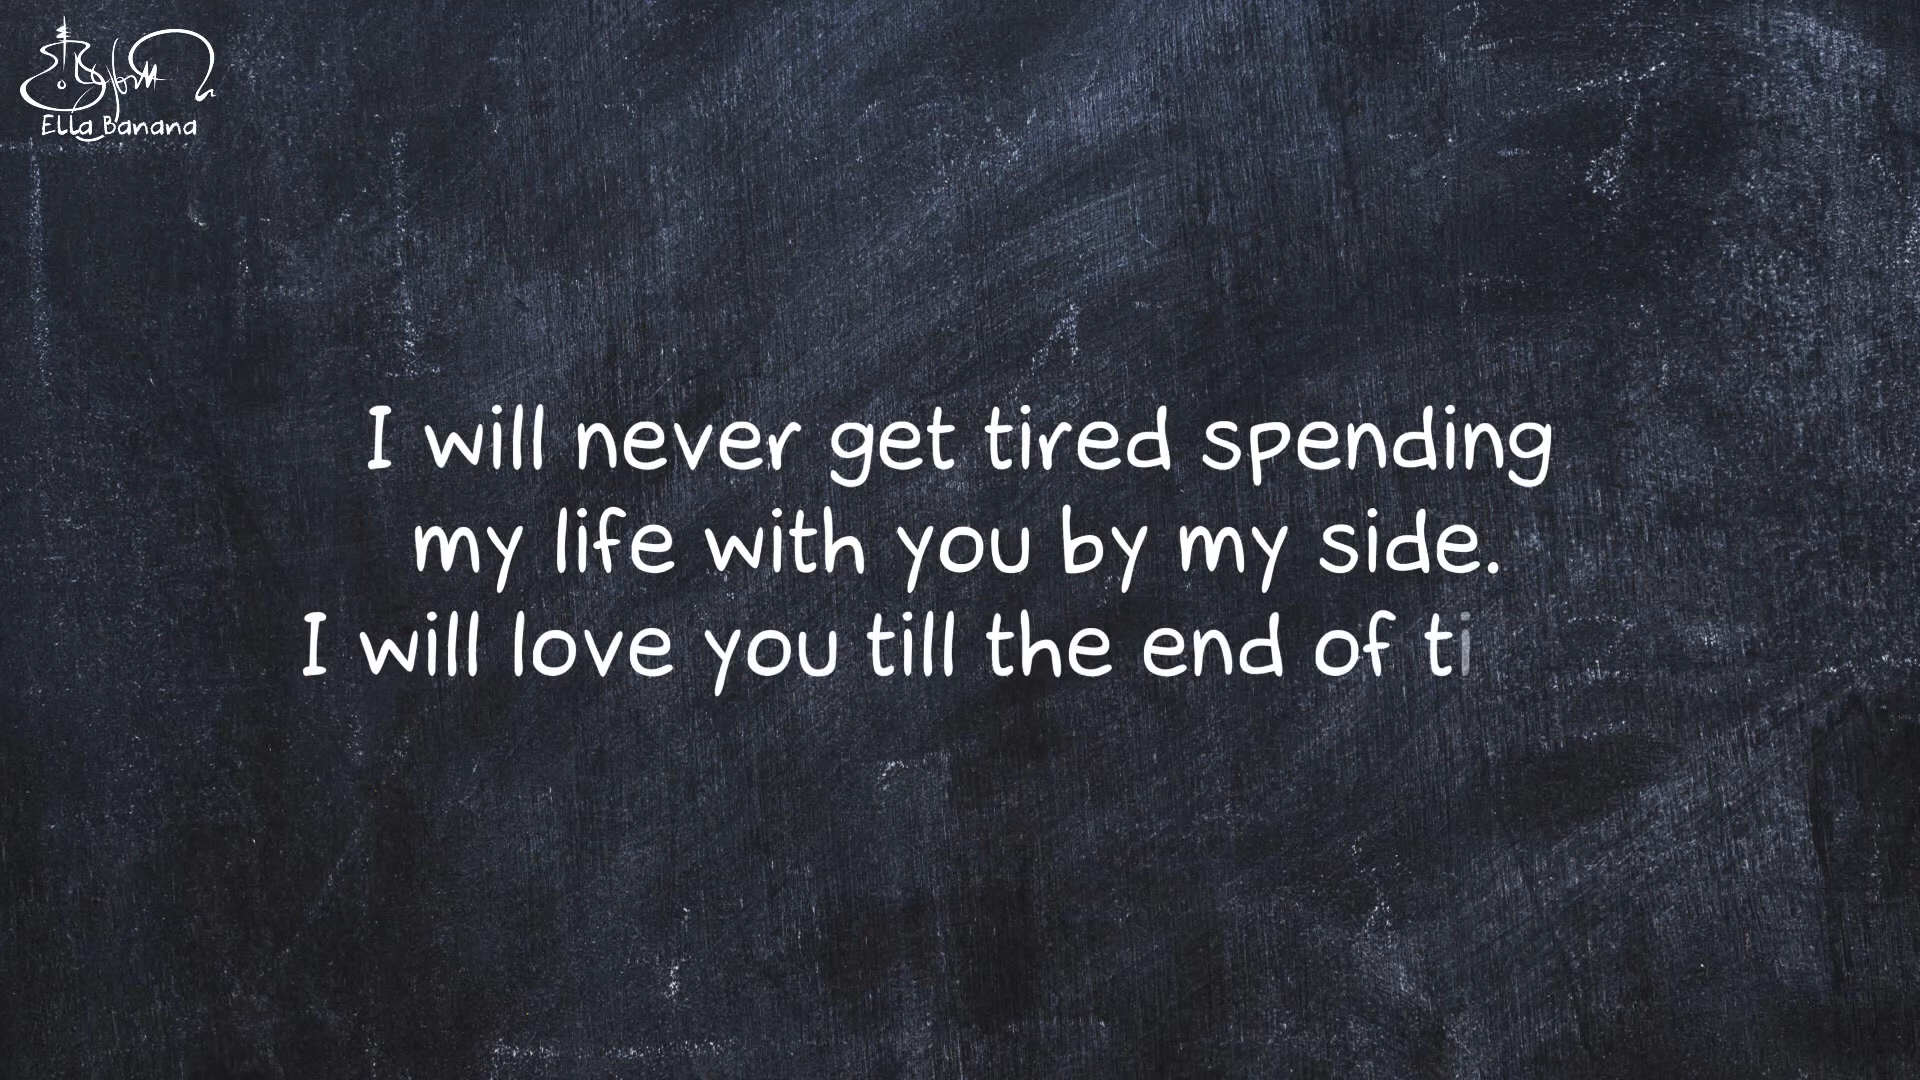 Ella Banana
I will never get tired spending
my life with you by my side.
I will love you till the end of ti